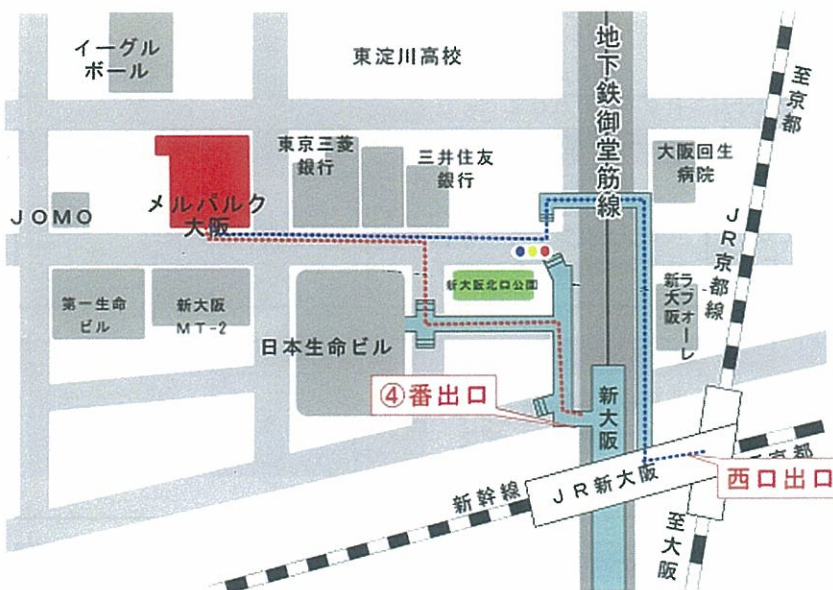 イーグル
ボール
東淀川高校
地下鉄御堂筋線
至京都
東京三菱
銀行
三井住友
銀行
大阪回生
病院
JOMO
メルパルク
大阪
JR京都線
第一生命
ビル
新大阪
MT-2
新大阪北口公園
ラフォーレ
新大阪
日本生命ビル
④番出口
新大阪
新幹線
JR新大阪
至京都
西口出口
至大阪